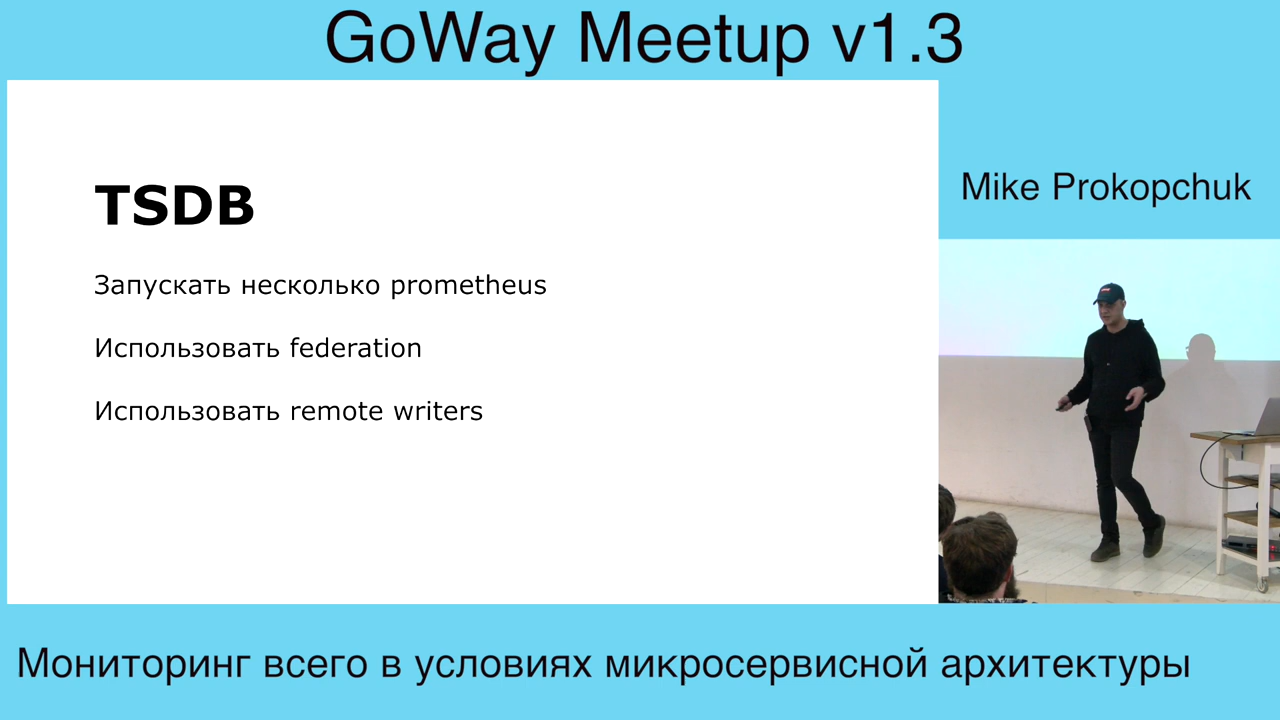 GoWay Meetup v1.3
TSDB
Запускать несколько prometheus
Использовать federation
Использовать remote writers
Mike Prokopchuk
Мониторинг всего в условиях микросервисной архитектуры